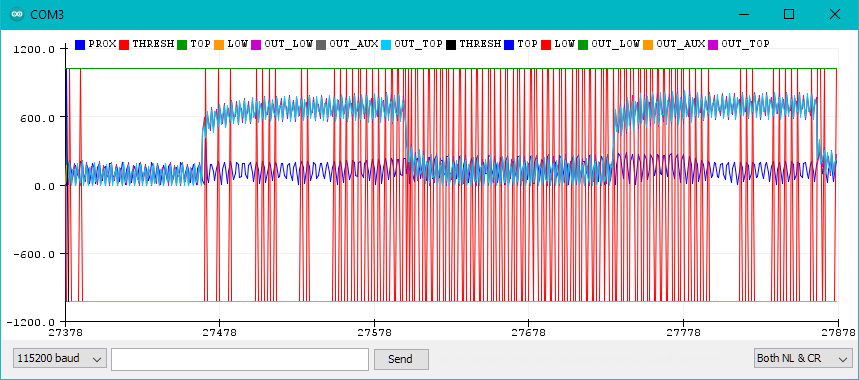 COM3
1200.0
PROX THRESH TOP LOW OUT_LOW OUT_AUX OUT_TOP THRESH TOP LOW OUT_LOW OUT_AUX OUT_TOP
600.0
0.0
-600.0
-1200.0
27378 27478 27578 27678 27778 27878
115200 baud Send Both NL & CR